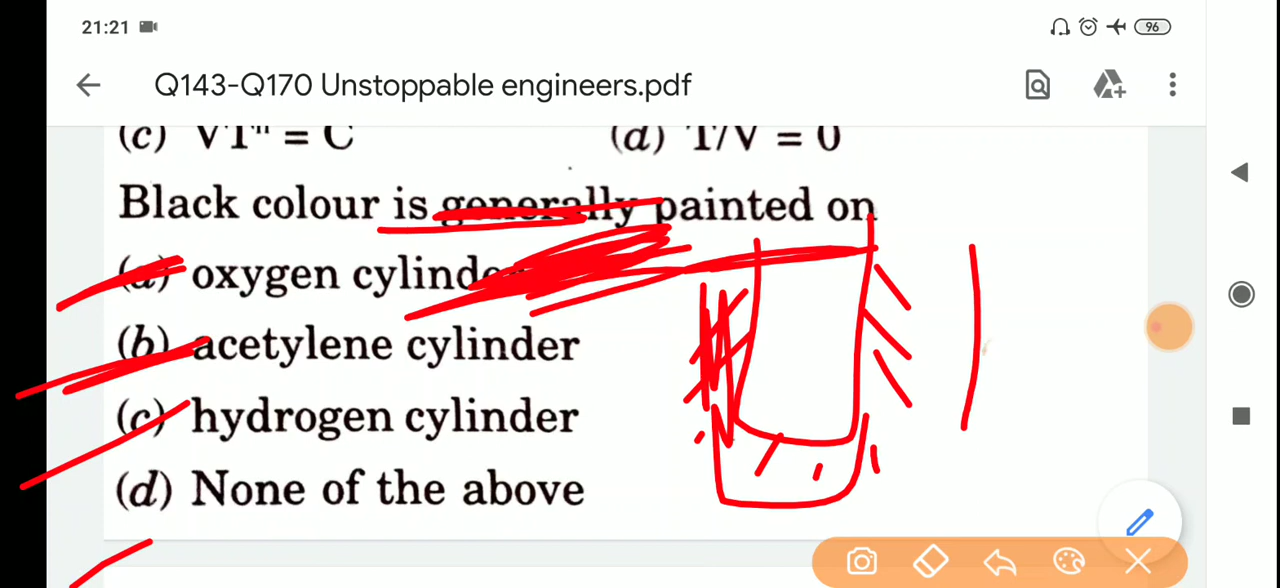 21:21 96
Q143-Q170 Unstoppable engineers.pdf
(c) VTⁿ = C (d) T/V = 0
Black colour is generally painted on
(a) oxygen cylinder
(b) acetylene cylinder
(c) hydrogen cylinder
(d) None of the above